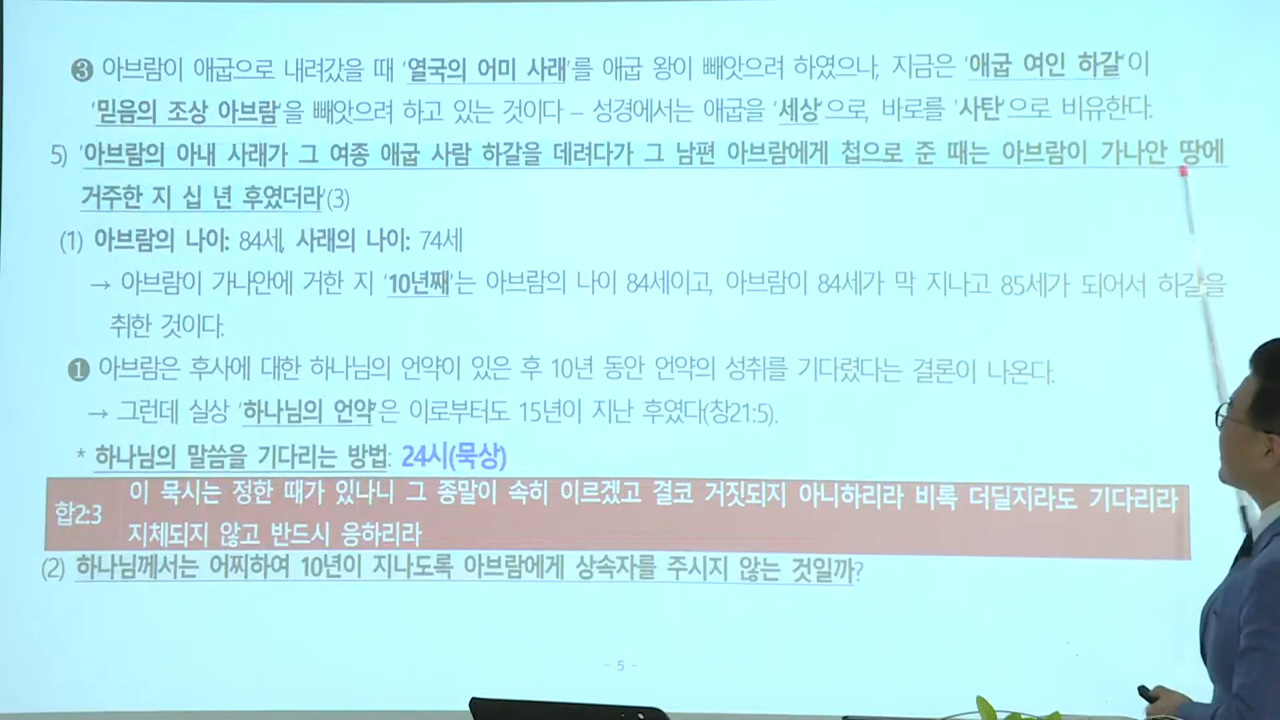 ❸ 아브람이 애굽으로 내려갔을 때 '열국의 어미 사래'를 애굽 왕이 빼앗으려 하였으나, 지금은 '애굽 여인 하갈'이
'믿음의 조상 아브람'을 빼앗으려 하고 있는 것이다 – 성경에서는 애굽을 '세상'으로, 바로를 '사탄'으로 비유한다.
5) '아브람의 아내 사래가 그 여종 애굽 사람 하갈을 데려다가 그 남편 아브람에게 첩으로 준 때는 아브람이 가나안 땅에
거주한 지 십 년 후였더라'(3)
(1) 아브람의 나이: 84세, 사래의 나이: 74세
→ 아브람이 가나안에 거한 지 '10년째'는 아브람의 나이 84세이고, 아브람이 84세가 막 지나고 85세가 되어서 하갈을
취한 것이다.
❶ 아브람은 후사에 대한 하나님의 언약이 있은 후 10년 동안 언약의 성취를 기다렸다는 결론이 나온다.
→ 그런데 실상 '하나님의 언약'은 이로부터도 15년이 지난 후였다(창21:5).
* 하나님의 말씀을 기다리는 방법: 24시(묵상)
합2:3 이 묵시는 정한 때가 있나니 그 종말이 속히 이르겠고 결코 거짓되지 아니하리라 비록 더딜지라도 기다리라
지체되지 않고 반드시 응하리라
(2) 하나님께서는 어찌하여 10년이 지나도록 아브람에게 상속자를 주시지 않는 것일까?
- 5 -